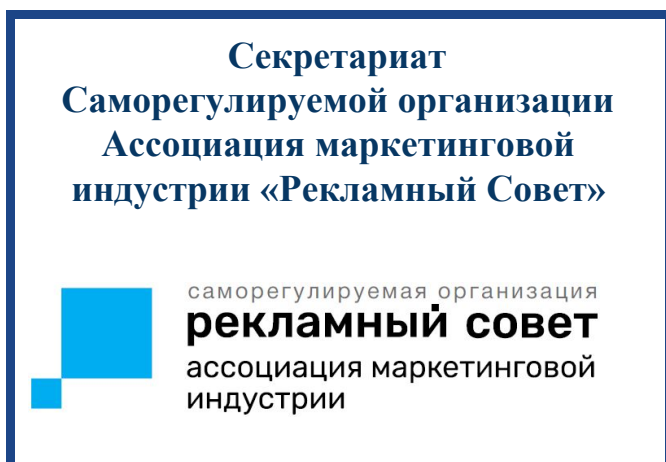 Секретариат
Саморегулируемой организации
Ассоциация маркетинговой
индустрии «Рекламный Совет»
саморегулируемая организация
рекламный совет
ассоциация маркетинговой
индустрии